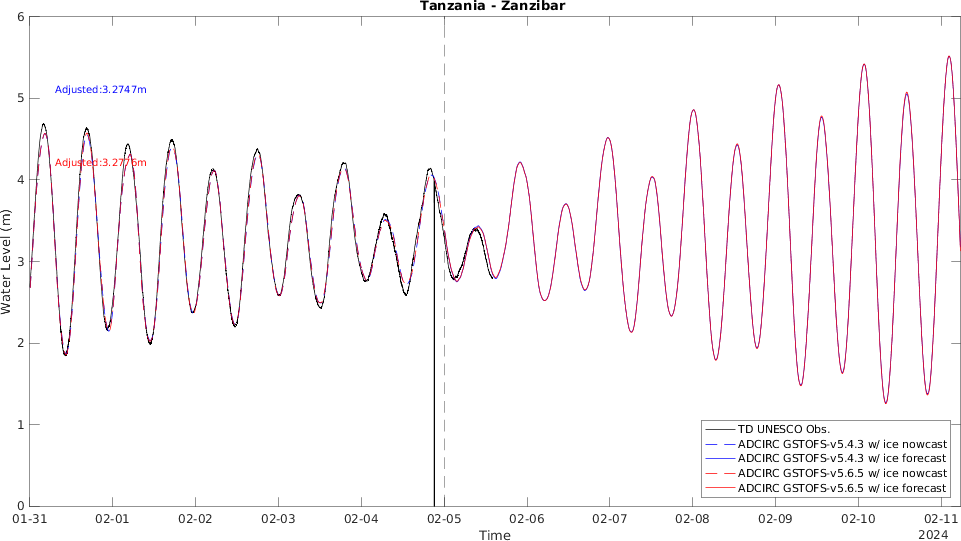 Tanzania - Zanzibar
6
5
4
3
2
1
0
Water Level (m)
Adjusted:3.2747m
Adjusted:3.2776m
TD UNESCO Obs.
ADCIRC GSTOFS-v5.4.3 w/ ice nowcast
ADCIRC GSTOFS-v5.4.3 w/ ice forecast
ADCIRC GSTOFS-v5.6.5 w/ ice nowcast
ADCIRC GSTOFS-v5.6.5 w/ ice forecast
01-31 02-01 02-02 02-03 02-04 02-05 02-06 02-07 02-08 02-09 02-10 02-11
Time
2024